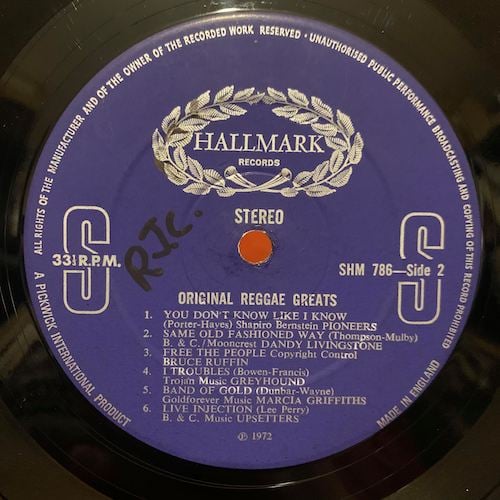 ALL RIGHTS OF THE MANUFACTURER AND OF THE OWNER OF THE RECORDED WORK RESERVED • UNAUTHORISED PUBLIC PERFORMANCE BROADCASTING AND COPYING OF THIS RECORD PROHIBITED
HALLMARK
RECORDS
STEREO
RJC.
S
33⅓ R.P.M.
S
SHM 786—Side 2
ORIGINAL REGGAE GREATS
1. YOU DON'T KNOW LIKE I KNOW
(Porter-Hayes) Shapiro Bernstein PIONEERS
2. SAME OLD FASHIONED WAY (Thompson-Mulby)
B. & C./Mooncrest DANDY LIVINGSTONE
3. FREE THE PEOPLE Copyright Control
BRUCE RUFFIN
4. I TROUBLES (Bowen-Francis)
Trojan Music GREYHOUND
5. BAND OF GOLD (Dunbar-Wayne)
Goldforever Music MARCIA GRIFFITHS
6. LIVE INJECTION (Lee Perry)
B. & C. Music UPSETTERS
℗ 1972
A PICKWICK INTERNATIONAL PRODUCT
MADE IN ENGLAND